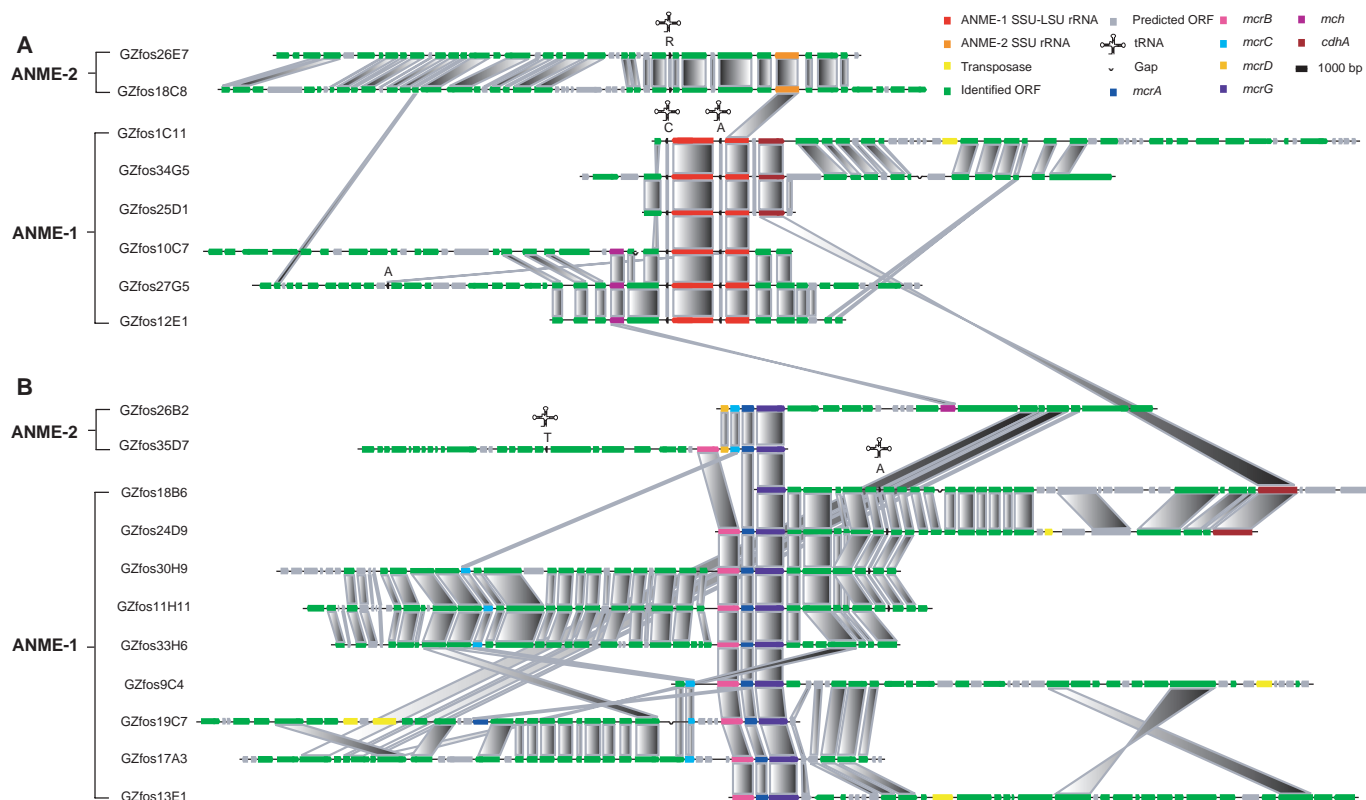 A
ANME-2
GZfos26E7
GZfos18C8
R
ANME-1 SSU-LSU rRNA
ANME-2 SSU rRNA
Transposase
Identified ORF
Predicted ORF
tRNA
Gap
mcrA
mcrB
mcrC
mcrD
mcrG
mch
cdhA
1000 bp
C
A
ANME-1
GZfos1C11
GZfos34G5
GZfos25D1
GZfos10C7
A
GZfos27G5
GZfos12E1
B
ANME-2
GZfos26B2
GZfos35D7
T
A
ANME-1
GZfos18B6
GZfos24D9
GZfos30H9
GZfos11H11
GZfos33H6
GZfos9C4
GZfos19C7
GZfos17A3
GZfos13E1